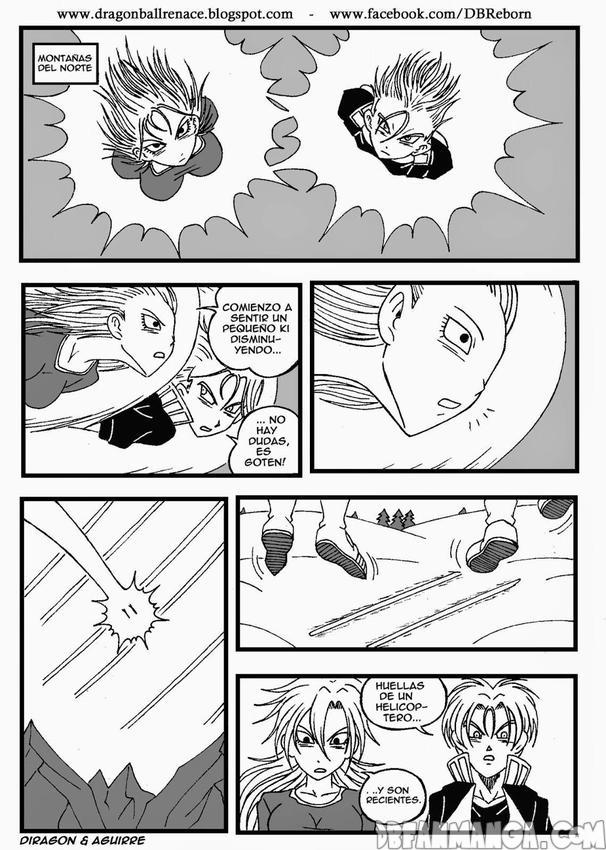 www.dragonballrenace.blogspot.com - www.facebook.com/DBReborn
MONTAÑAS
DEL NORTE
COMIENZO A
SENTIR UN
PEQUEÑO KI
DISMINU-
YENDO...
... NO
HAY
DUDAS,
ES
GOTEN!
HUELLAS
DE UN
HELICOP-
TERO...
...Y SON
RECIENTES.
DIRAGON & AGUIRRE
DBFANMANGA.COM